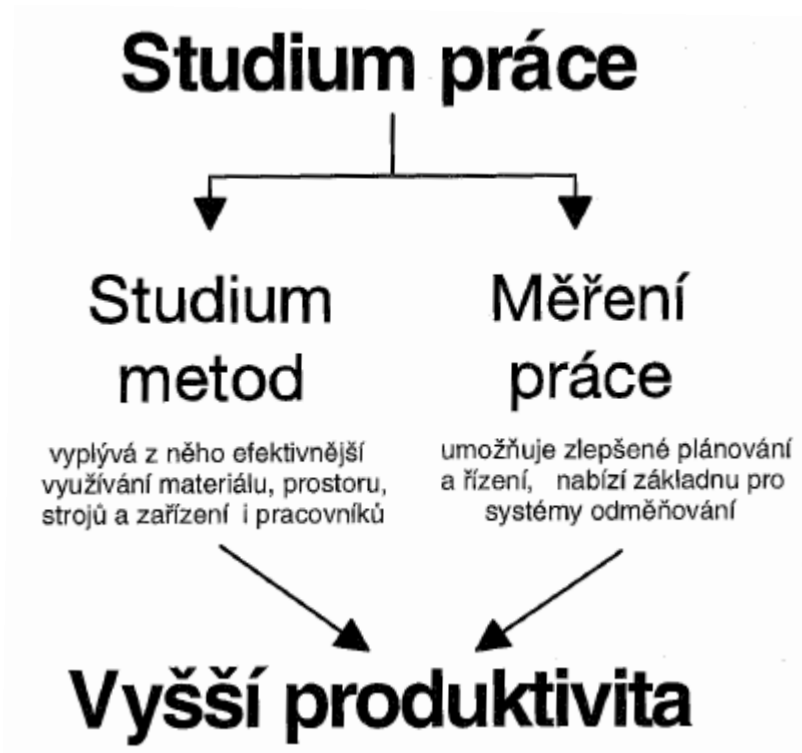 Studium práce
Studium
metod
vyplývá z něho efektivnější
využívání materiálu, prostoru,
strojů a zařízení i pracovníků
Měření
práce
umožňuje zlepšené plánování
a řízení, nabízí základnu pro
systémy odměňování
Vyšší produktivita